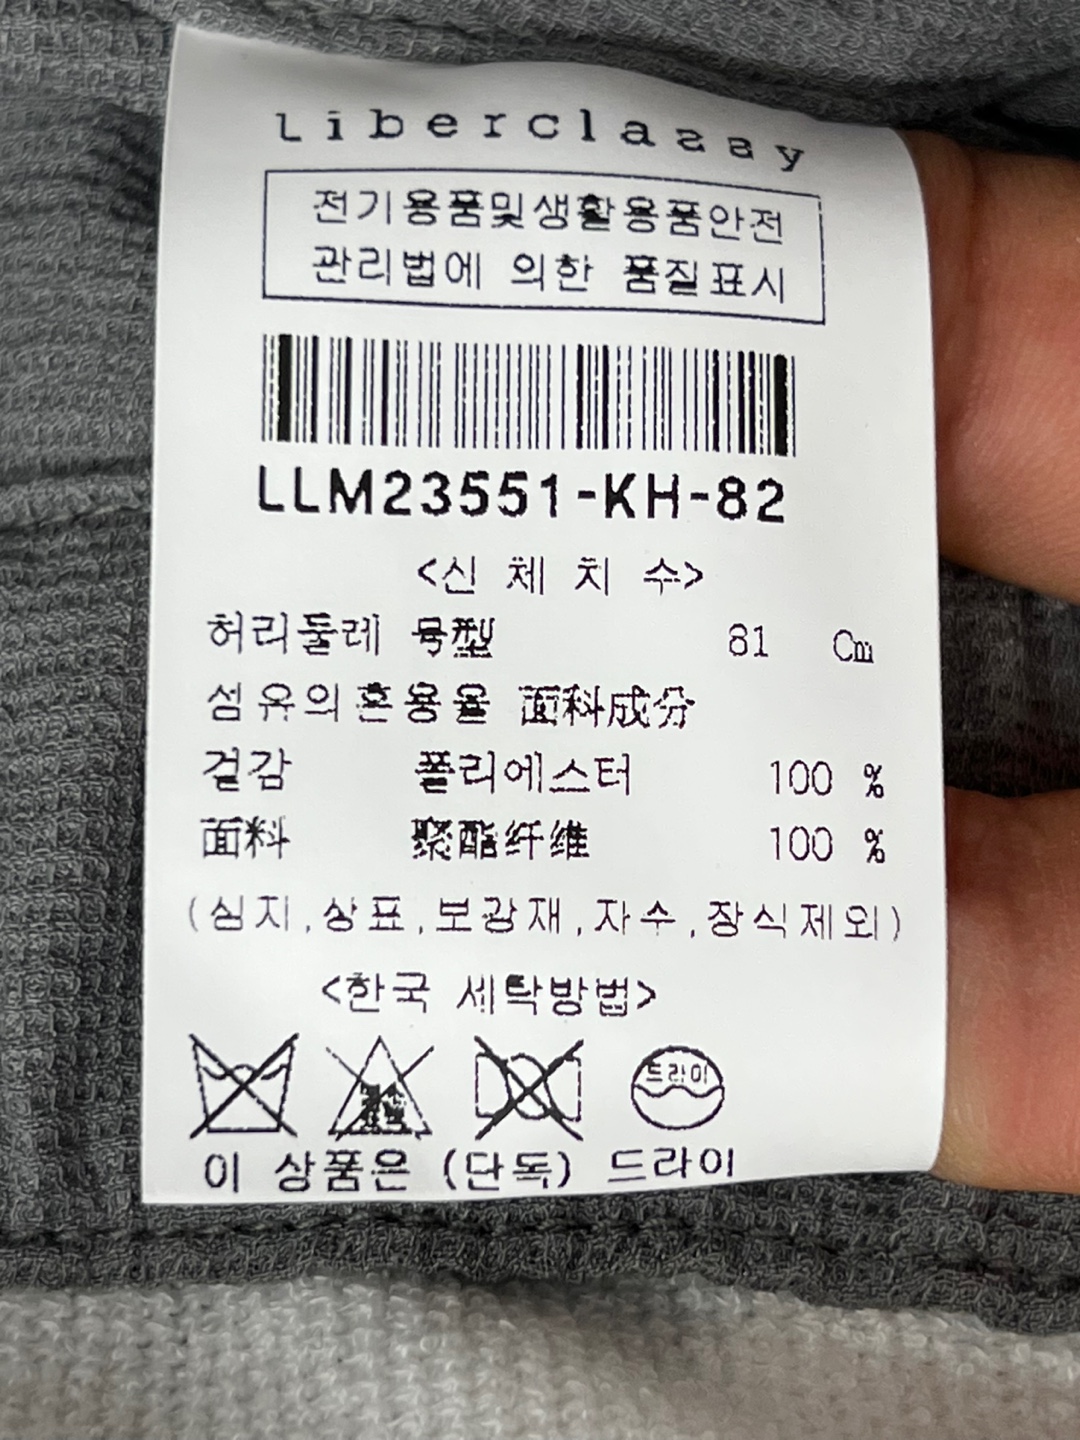 Liberclassy
전기용품및생활용품안전
관리법에 의한 품질표시
LLM23551-KH-82
<신 체 치 수>
허리둘레 号型 81 Cm
섬유의혼용율 面料成分
겉감 폴리에스터 100 %
面料 聚酯纤维 100 %
(심지,상표,보강재,자수,장식제외)
<한국 세탁방법>
드라이
이 상품은 (단독) 드라이